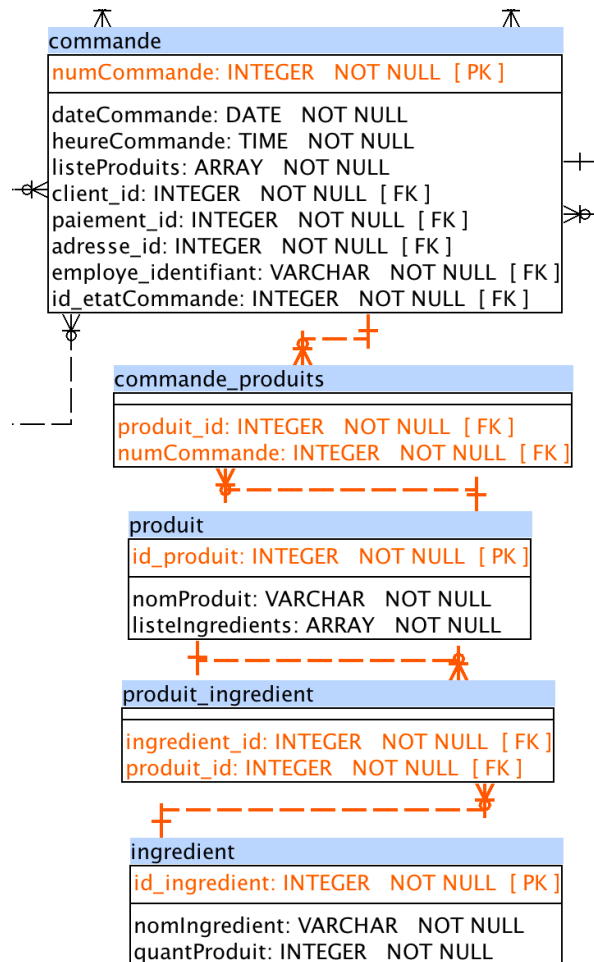 commande
numCommande: INTEGER NOT NULL [ PK ]
dateCommande: DATE NOT NULL
heureCommande: TIME NOT NULL
listeProduits: ARRAY NOT NULL
client_id: INTEGER NOT NULL [ FK ]
paiement_id: INTEGER NOT NULL [ FK ]
adresse_id: INTEGER NOT NULL [ FK ]
employe_identifiant: VARCHAR NOT NULL [ FK ]
id_etatCommande: INTEGER NOT NULL [ FK ]
commande_produits
produit_id: INTEGER NOT NULL [ FK ]
numCommande: INTEGER NOT NULL [ FK ]
produit
id_produit: INTEGER NOT NULL [ PK ]
nomProduit: VARCHAR NOT NULL
listeIngredients: ARRAY NOT NULL
produit_ingredient
ingredient_id: INTEGER NOT NULL [ FK ]
produit_id: INTEGER NOT NULL [ FK ]
ingredient
id_ingredient: INTEGER NOT NULL [ PK ]
nomIngredient: VARCHAR NOT NULL
quantProduit: INTEGER NOT NULL